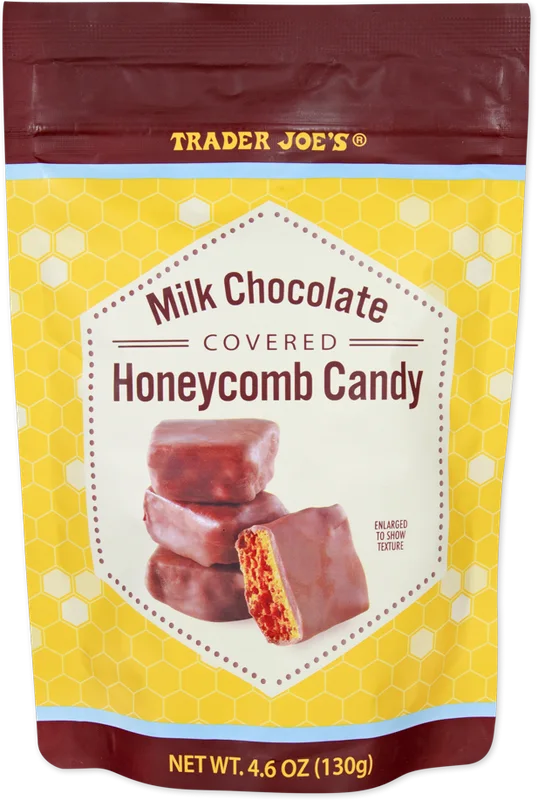 TRADER JOE'S®
Milk Chocolate
COVERED
Honeycomb Candy
ENLARGED
TO SHOW
TEXTURE
NET WT. 4.6 OZ (130g)